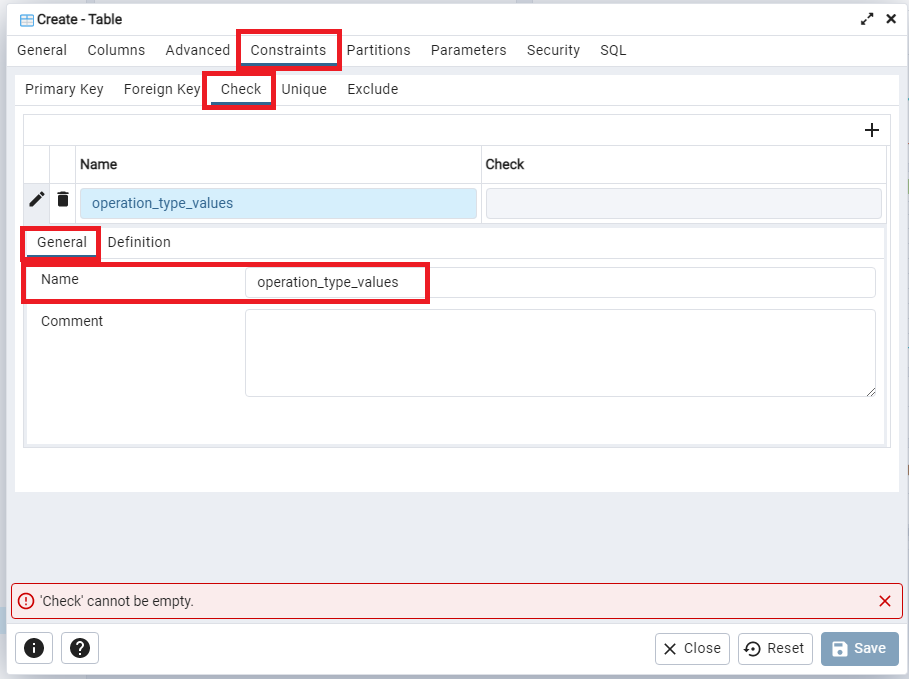 Create - Table
General Columns Advanced Constraints Partitions Parameters Security SQL
Primary Key Foreign Key Check Unique Exclude
Name Check
operation_type_values
General Definition
Name operation_type_values
Comment
'Check' cannot be empty.
Close Reset Save